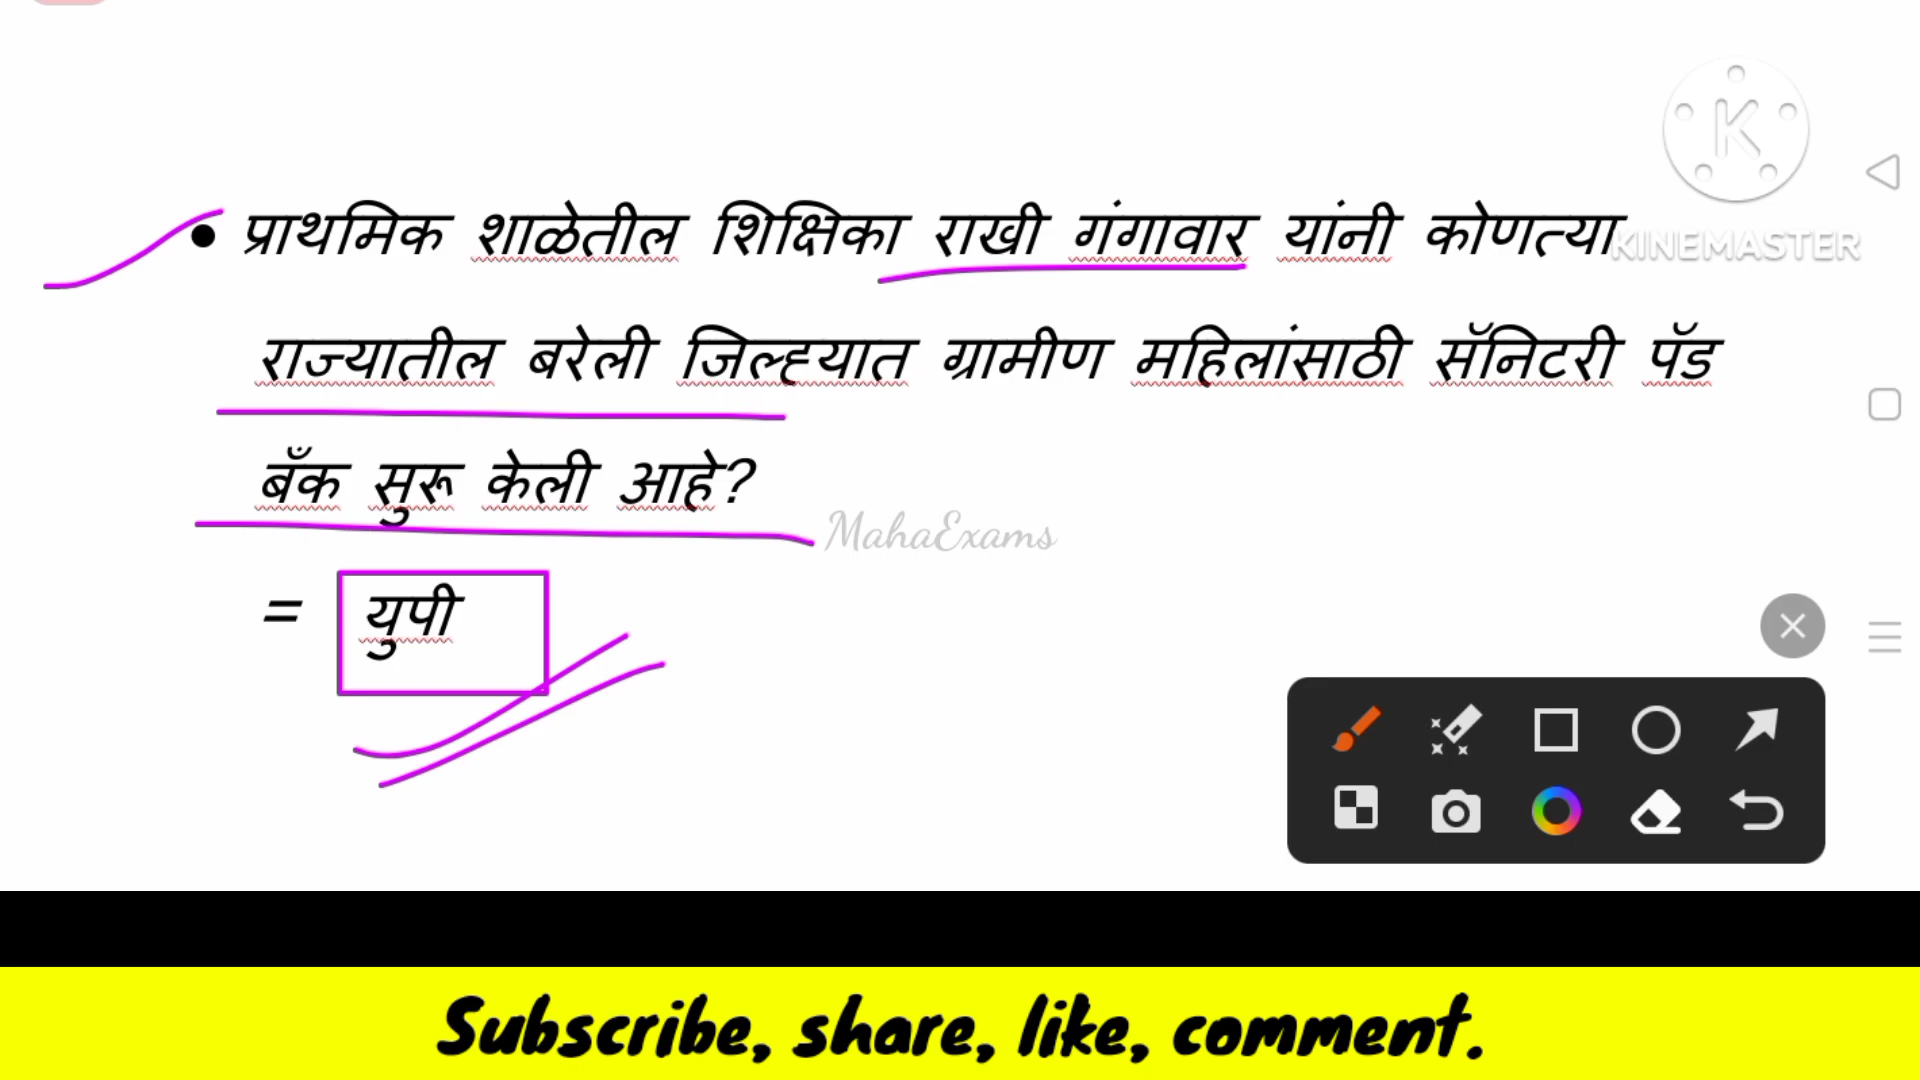 • प्राथमिक शाळेतील शिक्षिका राखी गंगावार यांनी कोणत्या
राज्यातील बरेली जिल्ह्यात ग्रामीण महिलांसाठी सॅनिटरी पॅड
बँक सुरू केली आहे?
= युपी
KINEMASTER
MahaExams
Subscribe, share, like, comment.